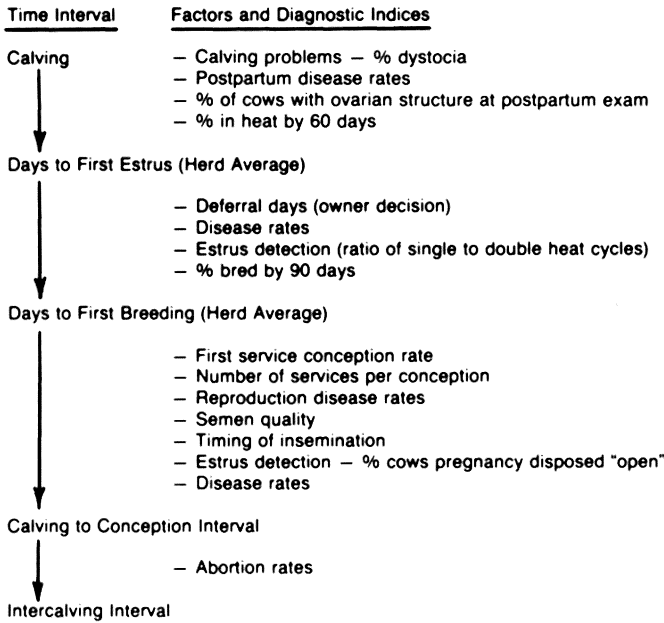 Time Interval Factors and Diagnostic Indices
Calving
– Calving problems – % dystocia
– Postpartum disease rates
– % of cows with ovarian structure at postpartum exam
– % in heat by 60 days
Days to First Estrus (Herd Average)
– Deferral days (owner decision)
– Disease rates
– Estrus detection (ratio of single to double heat cycles)
– % bred by 90 days
Days to First Breeding (Herd Average)
– First service conception rate
– Number of services per conception
– Reproduction disease rates
– Semen quality
– Timing of insemination
– Estrus detection – % cows pregnancy disposed "open"
– Disease rates
Calving to Conception Interval
– Abortion rates
Intercalving Interval